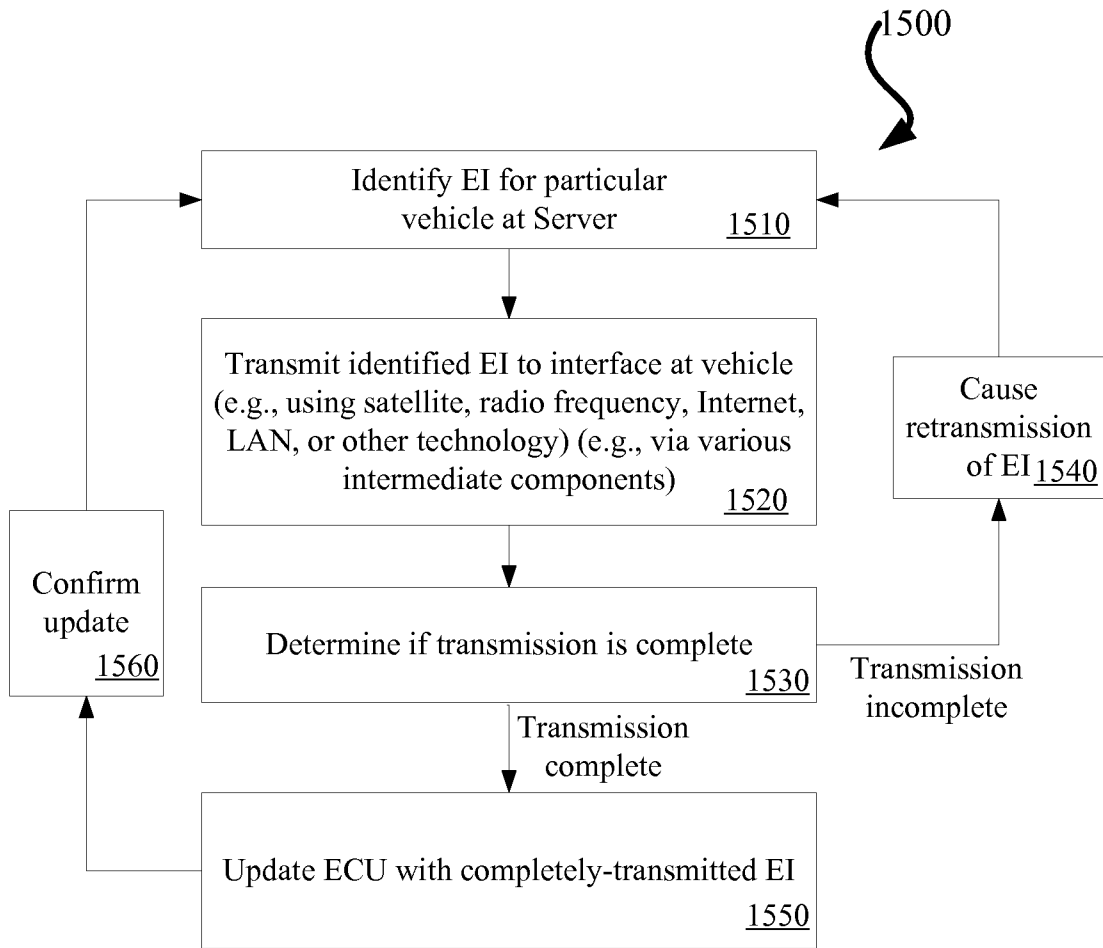 1500
Identify EI for particular
vehicle at Server
1510
Transmit identified EI to interface at vehicle
(e.g., using satellite, radio frequency, Internet,
LAN, or other technology) (e.g., via various
intermediate components)
1520
Cause
retransmission
of EI 1540
Confirm
update
1560
Determine if transmission is complete
1530
Transmission
incomplete
Transmission
complete
Update ECU with completely-transmitted EI
1550